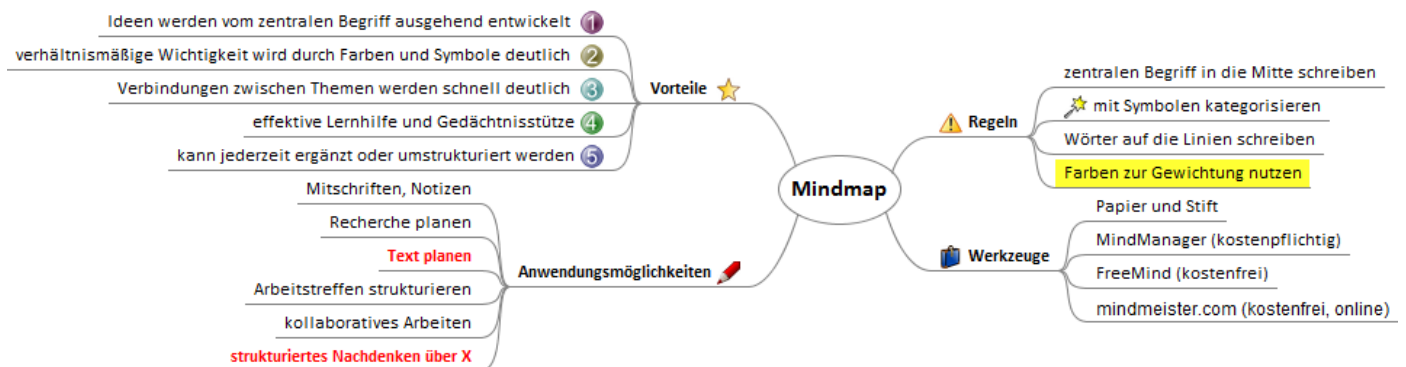 Mindmap
Vorteile
Ideen werden vom zentralen Begriff ausgehend entwickelt 1
verhältnismäßige Wichtigkeit wird durch Farben und Symbole deutlich 2
Verbindungen zwischen Themen werden schnell deutlich 3
effektive Lernhilfe und Gedächtnisstütze 4
kann jederzeit ergänzt oder umstrukturiert werden 5
Anwendungsmöglichkeiten
Mitschriften, Notizen
Recherche planen
Text planen
Arbeitstreffen strukturieren
kollaboratives Arbeiten
strukturiertes Nachdenken über X
Regeln
zentralen Begriff in die Mitte schreiben
mit Symbolen kategorisieren
Wörter auf die Linien schreiben
Farben zur Gewichtung nutzen
Werkzeuge
Papier und Stift
MindManager (kostenpflichtig)
FreeMind (kostenfrei)
mindmeister.com (kostenfrei, online)